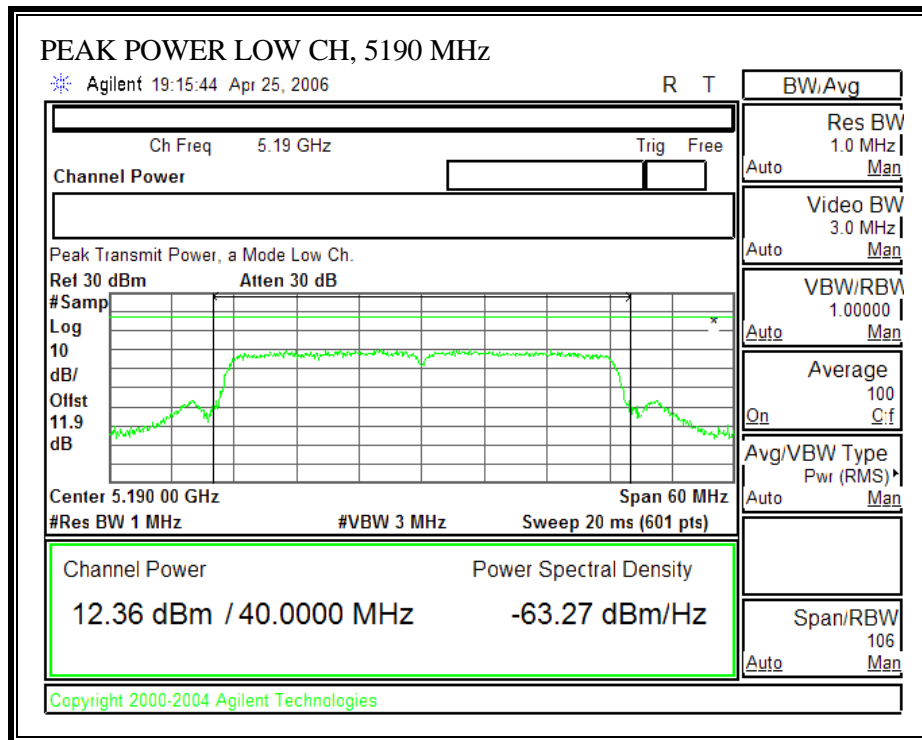 PEAK POWER LOW CH, 5190 MHz
Agilent 19:15:44 Apr 25, 2006 R T
Ch Freq 5.19 GHz Trig Free
Channel Power
Peak Transmit Power, a Mode Low Ch.
Ref 30 dBm Atten 30 dB
#Samp
Log
10
dB/
Offst
11.9
dB
Center 5.190 00 GHz Span 60 MHz
#Res BW 1 MHz #VBW 3 MHz Sweep 20 ms (601 pts)
Channel Power Power Spectral Density
12.36 dBm / 40.0000 MHz -63.27 dBm/Hz
Copyright 2000-2004 Agilent Technologies
BW/Avg
Res BW
1.0 MHz
Auto Man
Video BW
3.0 MHz
Auto Man
VBW/RBW
1.00000
Auto Man
Average
100
On
Avg/VBW Type
Pwr (RMS)
Auto Man
Span/RBW
106
Auto Man